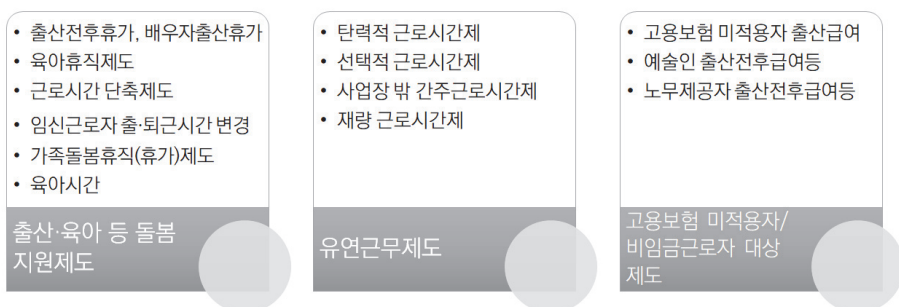 • 출산전후휴가, 배우자출산휴가
• 육아휴직제도
• 근로시간 단축제도
• 임신근로자 출·퇴근시간 변경
• 가족돌봄휴직(휴가)제도
• 육아시간
출산·육아 등 돌봄
지원제도
• 탄력적 근로시간제
• 선택적 근로시간제
• 사업장 밖 간주근로시간제
• 재량 근로시간제
유연근무제도
• 고용보험 미적용자 출산급여
• 예술인 출산전후급여등
• 노무제공자 출산전후급여등
고용보험 미적용자/
비임금근로자 대상
제도